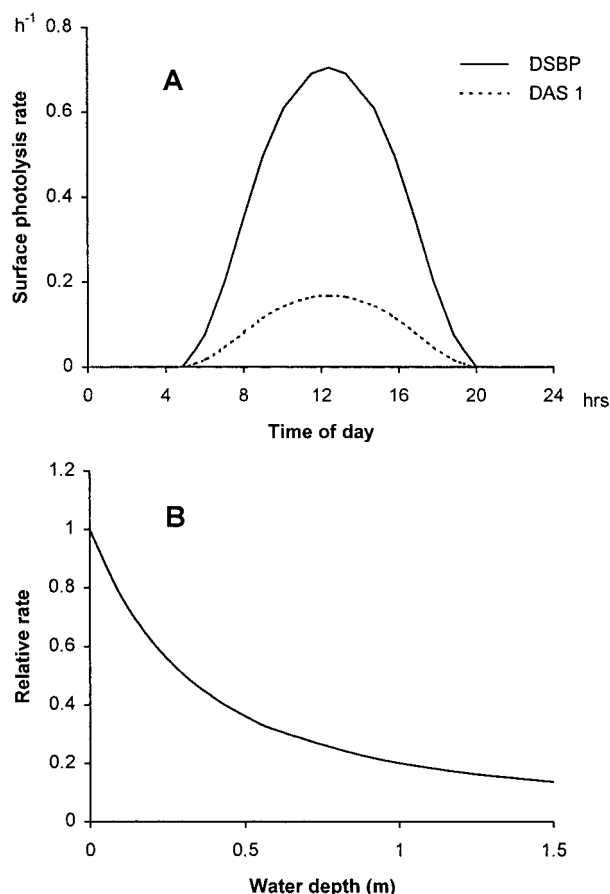 h⁻¹
0.8
A
DSBP
DAS 1
0.6
0.4
0.2
0
Surface photolysis rate
0 4 8 12 16 20 24 hrs
Time of day
1.2
B
1
0.8
0.6
0.4
0.2
0
Relative rate
0 0.5 1 1.5
Water depth (m)